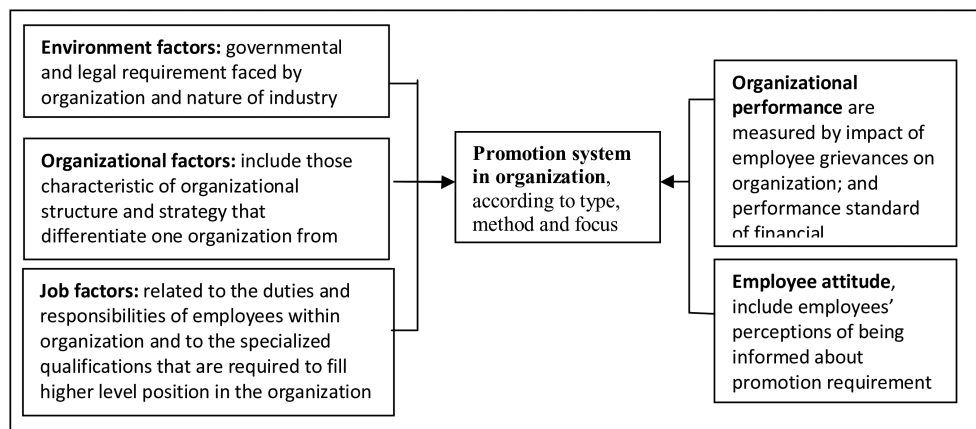 Environment factors: governmental
and legal requirement faced by
organization and nature of industry
Organizational factors: include those
characteristic of organizational
structure and strategy that
differentiate one organization from
Job factors: related to the duties and
responsibilities of employees within
organization and to the specialized
qualifications that are required to fill
higher level position in the organization
Promotion system
in organization,
according to type,
method and focus
Organizational
performance are
measured by impact of
employee grievances on
organization; and
performance standard
of financial
Employee attitude,
include employees’
perceptions of being
informed about
promotion requirement